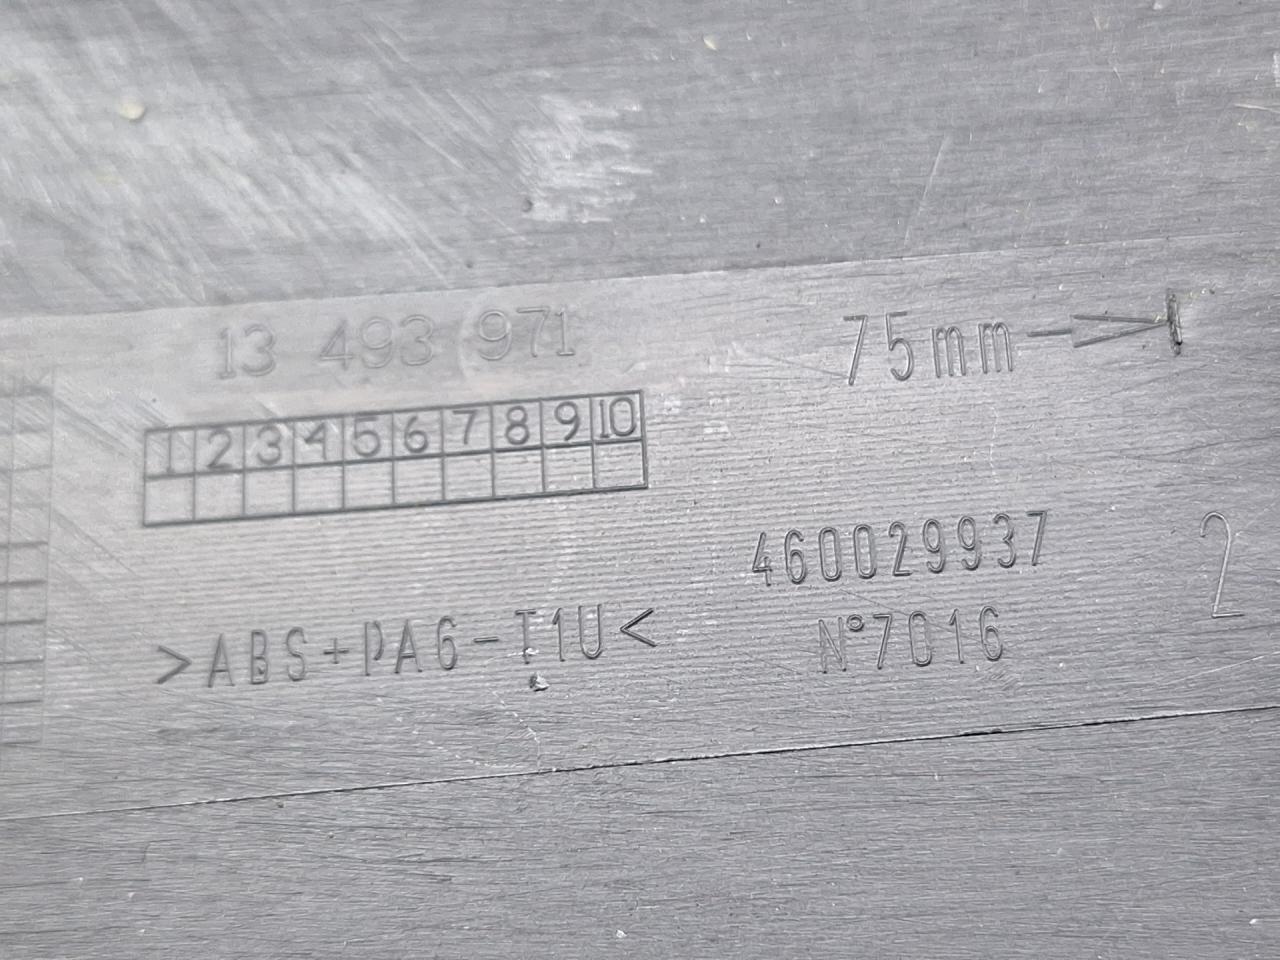 13 493 971
75mm
1 2 3 4 5 6 7 8 9 10
460029937
2
>ABS+PA6-T1U<
N°7016